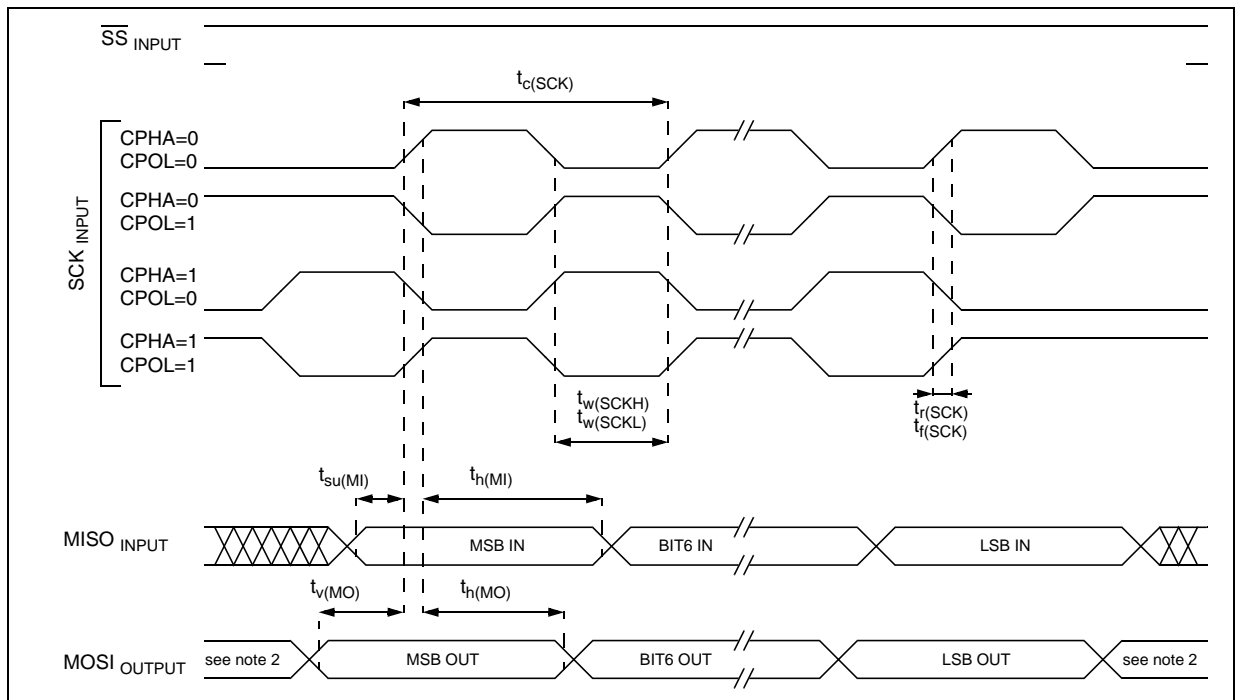 SS INPUT
tc(SCK)
SCK INPUT
CPHA=0
CPOL=0
CPHA=0
CPOL=1
CPHA=1
CPOL=0
CPHA=1
CPOL=1
tw(SCKH)
tw(SCKL)
tr(SCK)
tf(SCK)
tsu(MI)
th(MI)
MISO INPUT
MSB IN
BIT6 IN
LSB IN
tv(MO)
th(MO)
MOSI OUTPUT
see note 2
MSB OUT
BIT6 OUT
LSB OUT
see note 2